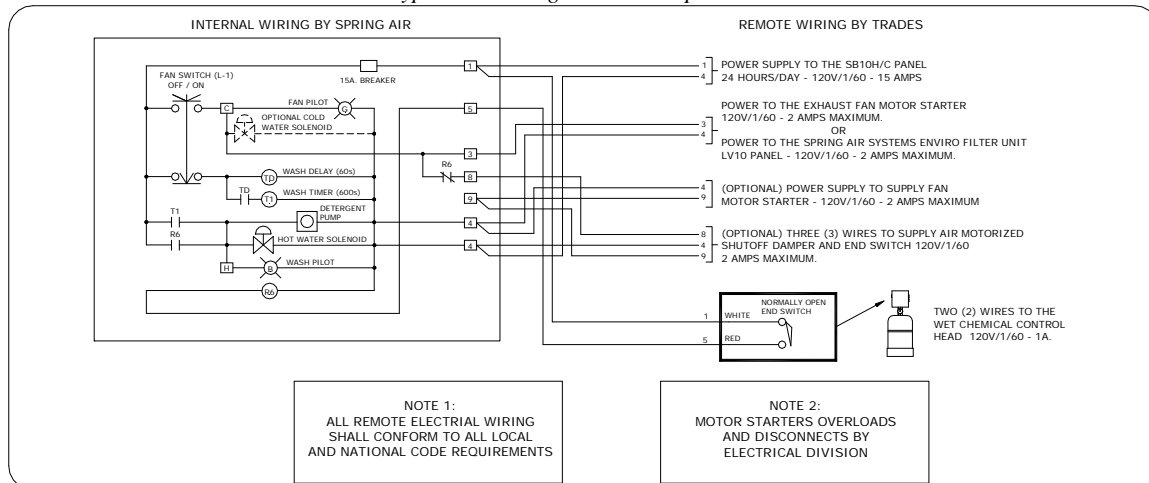 INTERNAL WIRING BY SPRING AIR
REMOTE WIRING BY TRADES
FAN SWITCH (L-1)
OFF / ON
15A. BREAKER
1
C
FAN PILOT
G
5
OPTIONAL COLD
WATER SOLENOID
3
R6
8
TD
WASH DELAY (60s)
TD
T1
WASH TIMER (600s)
9
T1
DETERGENT
PUMP
4
R6
HOT WATER SOLENOID
4
H
B
WASH PILOT
R6
1
4
POWER SUPPLY TO THE SB10H/C PANEL
24 HOURS/DAY - 120V/1/60 - 15 AMPS
3
4
POWER TO THE EXHAUST FAN MOTOR STARTER
120V/1/60 - 2 AMPS MAXIMUM.
OR
POWER TO THE SPRING AIR SYSTEMS ENVIRO FILTER UNIT
LV10 PANEL - 120V/1/60 - 2 AMPS MAXIMUM.
4
9
(OPTIONAL) POWER SUPPLY TO SUPPLY FAN
MOTOR STARTER - 120V/1/60 - 2 AMPS MAXIMUM
8
4
9
(OPTIONAL) THREE (3) WIRES TO SUPPLY AIR MOTORIZED
SHUTOFF DAMPER AND END SWITCH 120V/1/60
2 AMPS MAXIMUM.
1 WHITE
5 RED
NORMALLY OPEN
END SWITCH
TWO (2) WIRES TO THE
WET CHEMICAL CONTROL
HEAD 120V/1/60 - 1A.
NOTE 1:
ALL REMOTE ELECTRIAL WIRING
SHALL CONFORM TO ALL LOCAL
AND NATIONAL CODE REQUIREMENTS
NOTE 2:
MOTOR STARTERS OVERLOADS
AND DISCONNECTS BY
ELECTRICAL DIVISION